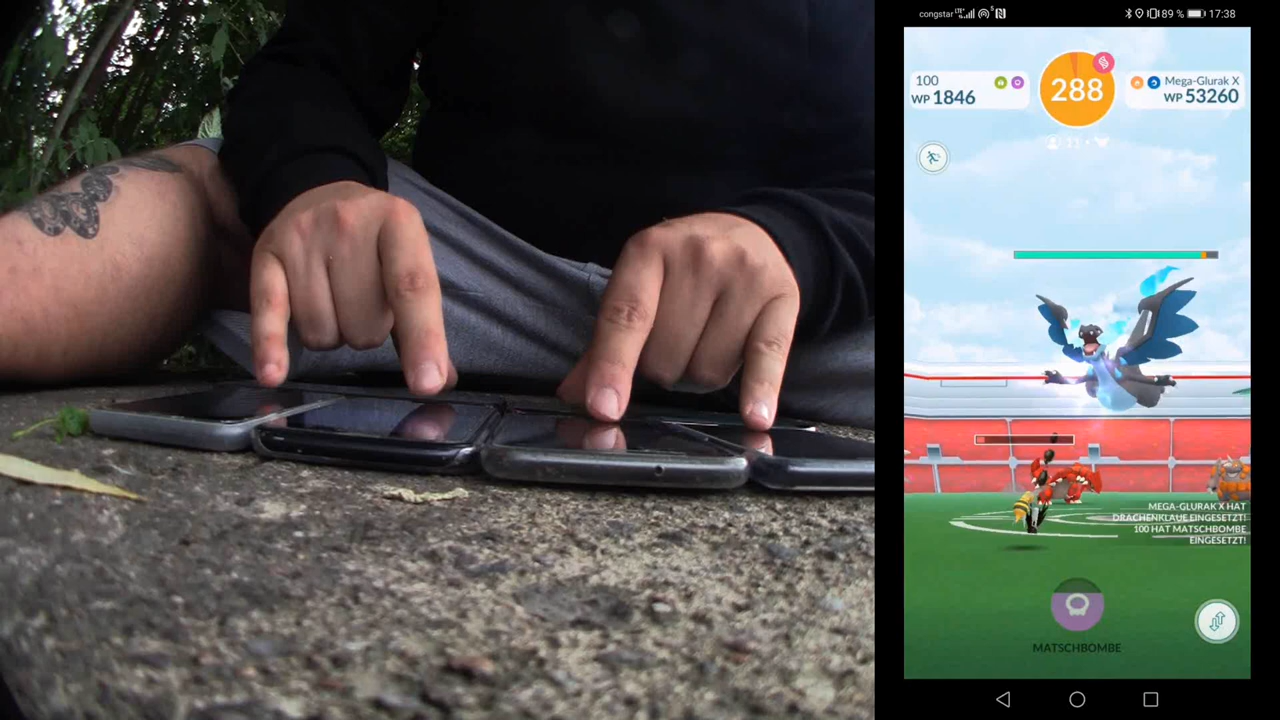 congstar
5
89 %
17:38
100
WP 1846
288
Mega-Glurak X
WP 53260
MEGA-GLURAK X HAT
DRACHENKLAUE EINGESETZT!
100 HAT MATSCHBOMBE
EINGESETZT!
MATSCHBOMBE